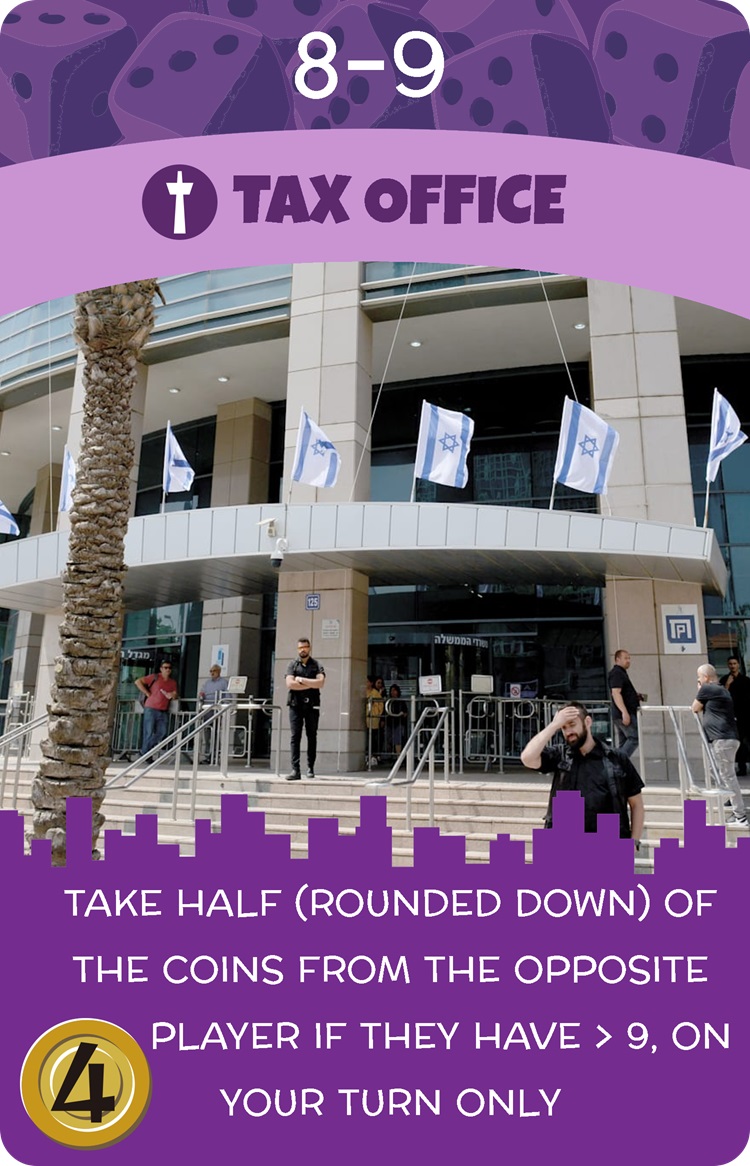 8-9
TAX OFFICE
125
משרדי הממשלה
מגדל
TAKE HALF (ROUNDED DOWN) OF
THE COINS FROM THE OPPOSITE
PLAYER IF THEY HAVE > 9, ON
4
YOUR TURN ONLY